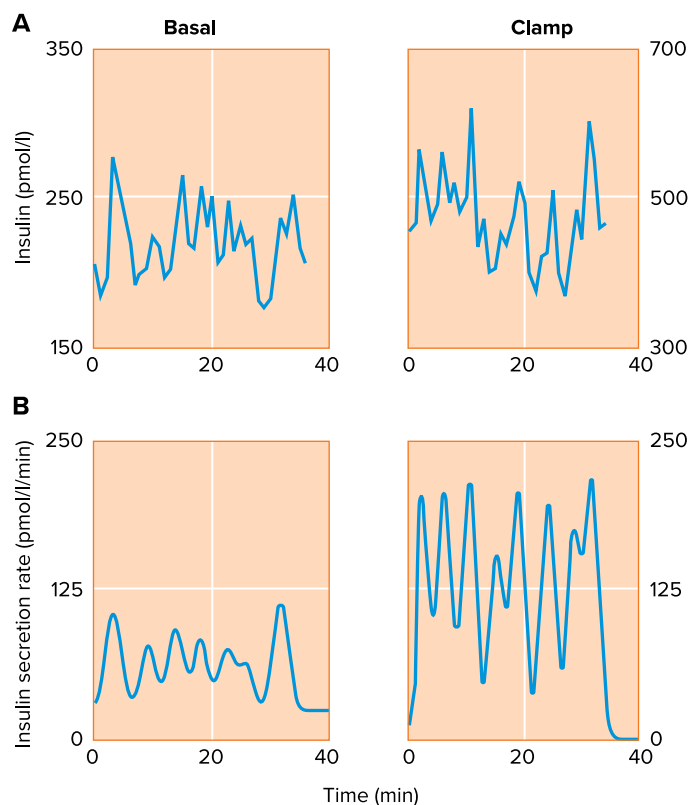 A
Basal
Clamp
350
250
150
Insulin (pmol/l)
700
500
300
0 20 40
0 20 40
B
250
125
0
Insulin secretion rate (pmol/l/min)
250
125
0
0 20 40
0 20 40
Time (min)